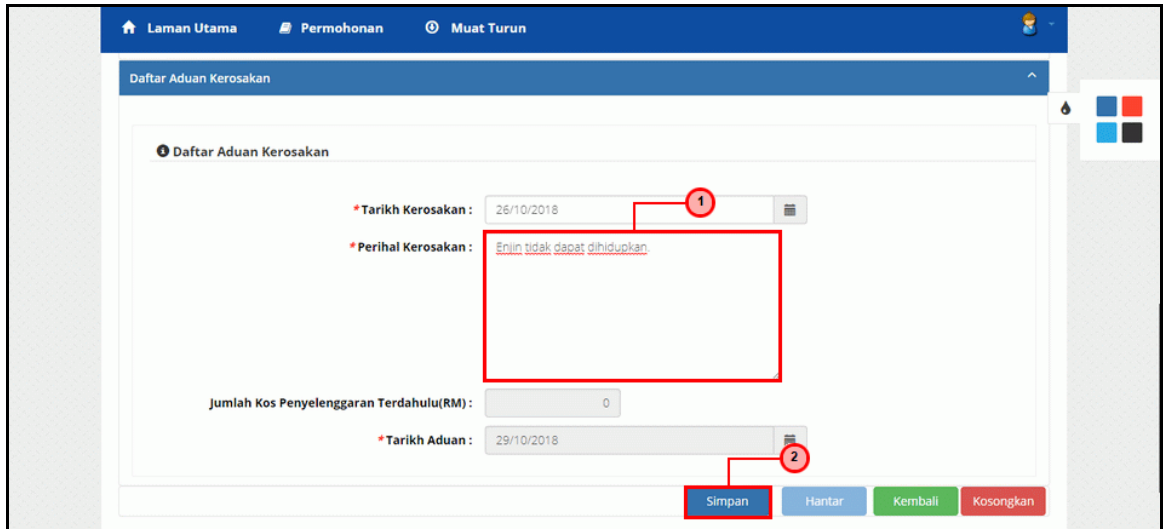 Laman Utama Permohonan Muat Turun
Daftar Aduan Kerosakan
Daftar Aduan Kerosakan
*Tarikh Kerosakan : 26/10/2018
1
*Perihal Kerosakan : Enjin tidak dapat dihidupkan.
Jumlah Kos Penyelenggaran Terdahulu(RM) : 0
*Tarikh Aduan : 29/10/2018
2
Simpan Hantar Kembali Kosongkan